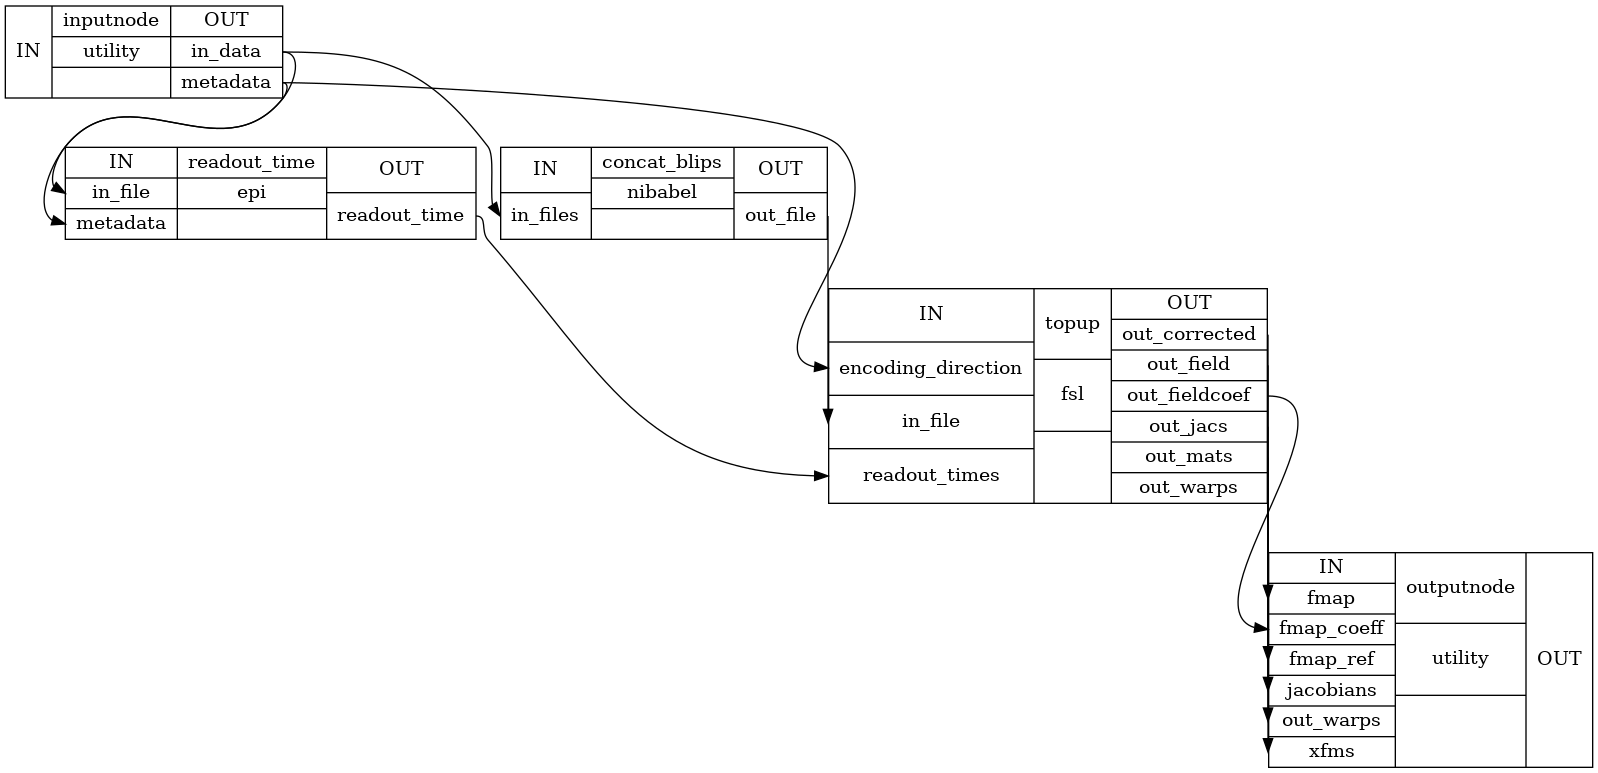 IN
inputnode
utility
OUT
in_data
metadata
IN
in_file
metadata
readout_time
epi
OUT
readout_time
IN
in_files
concat_blips
nibabel
OUT
out_file
IN
encoding_direction
in_file
readout_times
topup
fsl
OUT
out_corrected
out_field
out_fieldcoef
out_jacs
out_mats
out_warps
IN
fmap
fmap_coeff
fmap_ref
jacobians
out_warps
xfms
outputnode
utility
OUT